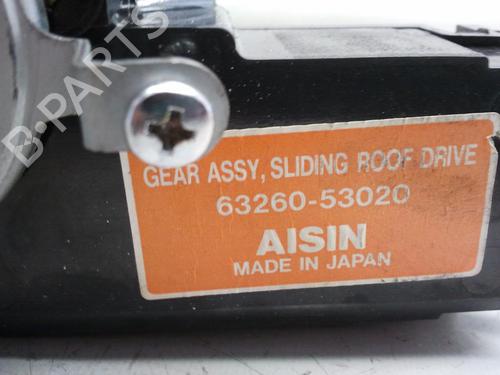 B-PARTS
GEAR ASSY, SLIDING ROOF DRIVE
63260-53020
AISIN
MADE IN JAPAN